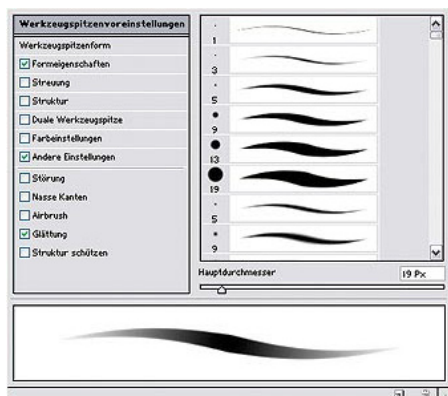 Werkzeugspitzenvoreinstellungen
Werkzeugspitzenform
Formeigenschaften
Streuung
Struktur
Duale Werkzeugspitze
Farbeinstellungen
Andere Einstellungen
Störung
Nasse Kanten
Airbrush
Glättung
Struktur schützen
1
3
5
9
13
19
5
9
Hauptdurchmesser
19 Px